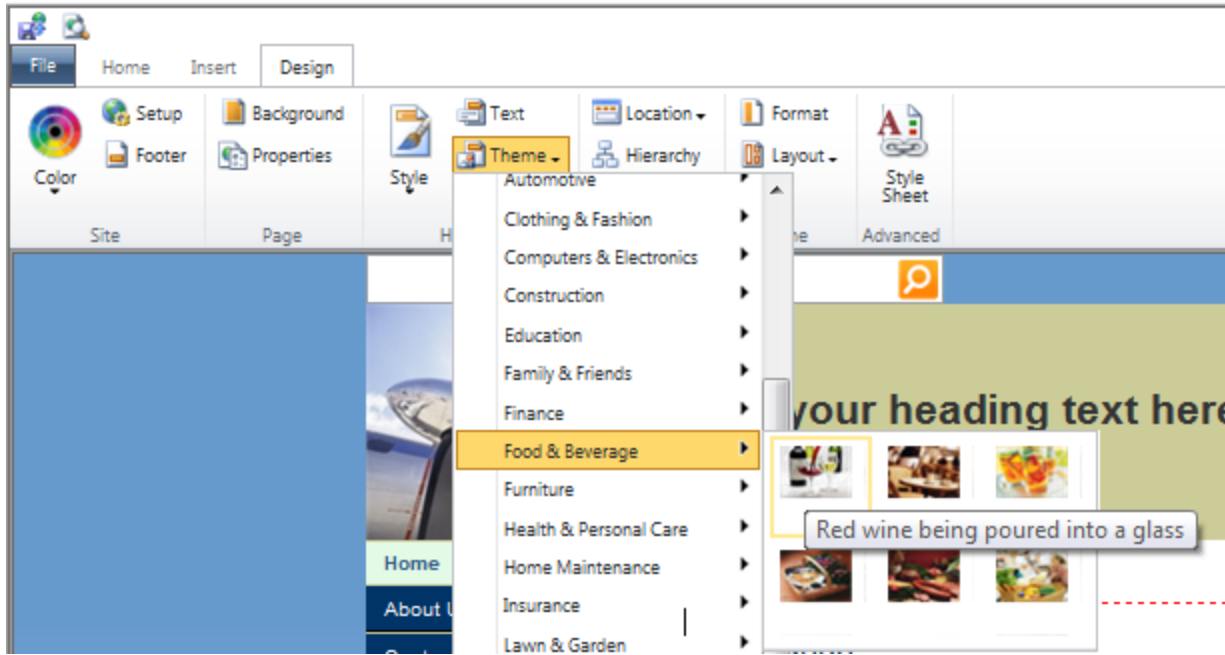 File Home Insert Design
Setup Background Text Location Format
Footer Properties Theme Hierarchy Layout
Color Style Style Sheet
Site Page H Advanced
Automotive
Clothing & Fashion
Computers & Electronics
Construction
Education
Family & Friends
Finance
your heading text here
Food & Beverage
Furniture
Red wine being poured into a glass
Health & Personal Care
Home
Home Maintenance
About
Insurance
Lawn & Garden